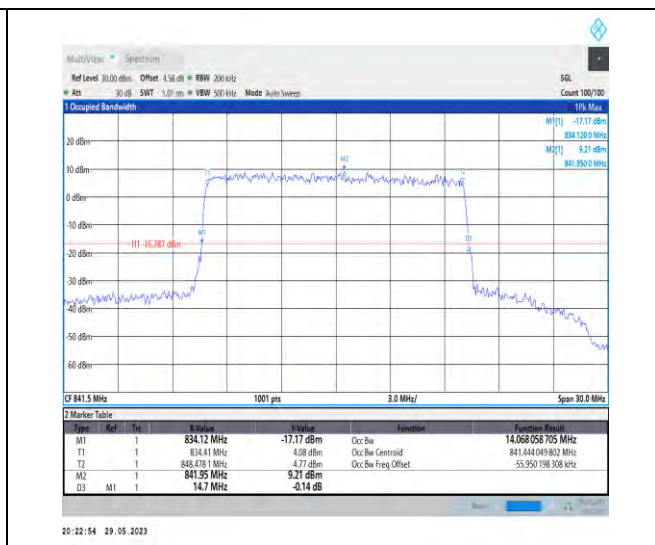 MultiView Spectrum
Ref Level 30.00 dBm Offset 4.58 dB RBW 200 kHz SGL
Att 30 dB SWT 1.01 ms VBW 500 kHz Mode Auto Sweep Count 100/100
1 Occupied Bandwidth 1Pk Max
M1[1] -17.17 dBm
834.1200 MHz
M2[1] 9.21 dBm
841.9500 MHz
20 dBm
M2
10 dBm
T1
T2
0 dBm
-10 dBm
M1
D3
H1 -16.787 dBm
-20 dBm
-30 dBm
-40 dBm
-50 dBm
-60 dBm
CF 841.5 MHz 1001 pts 3.0 MHz/ Span 30.0 MHz
2 Marker Table
Type Ref Trc X-Value Y-Value Function Function Result
M1 1 834.12 MHz -17.17 dBm Occ Bw 14.068 058 705 MHz
T1 1 834.41 MHz 4.08 dBm Occ Bw Centroid 841.444 049 802 MHz
T2 1 848.478 1 MHz 4.77 dBm Occ Bw Freq Offset -55.950 198 308 kHz
M2 1 841.95 MHz 9.21 dBm
D3 M1 1 14.7 MHz -0.14 dB
20:22:54 29.05.2023